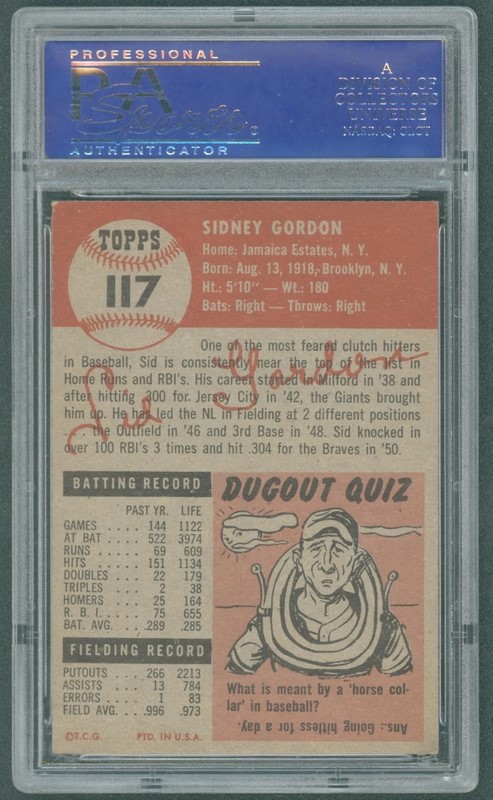 PROFESSIONAL
PSA
Sports
AUTHENTICATOR
A
DIVISION OF
COLLECTORS
UNIVERSE
NASDAQ: CLCT
TOPPS
117
SIDNEY GORDON
Home: Jamaica Estates, N. Y.
Born: Aug. 13, 1918, Brooklyn, N. Y.
Ht.: 5'10" — Wt.: 180
Bats: Right — Throws: Right
One of the most feared clutch hitters
in Baseball, Sid is consistently near the top of the list in
Home Runs and RBI's. His career started in Milford in '38 and
after hitting .300 for Jersey City in '42, the Giants brought
him up. He has led the NL in fielding at 2 different positions
. . the Outfield in '46 and 3rd Base in '48. Sid knocked in
over 100 RBI's 3 times and hit .304 for the Braves in '50.
Sid Gordon
BATTING RECORD
PAST YR. LIFE
GAMES . . . . 144 1122
AT BAT . . . . 522 3974
RUNS . . . . . 69 609
HITS . . . . . 151 1134
DOUBLES . . . 22 179
TRIPLES . . . 2 38
HOMERS . . . 25 164
R. B. I. . . . . 75 655
BAT. AVG. . . .289 .285
FIELDING RECORD
PUTOUTS . . . 266 2213
ASSISTS . . . 13 784
ERRORS . . . . 1 83
FIELD AVG. . . .996 .973
©T.C.G. PTD. IN U.S.A.
DUGOUT QUIZ
What is meant by a 'horse col-
lar' in baseball?
Ans.: Going hitless for a day.